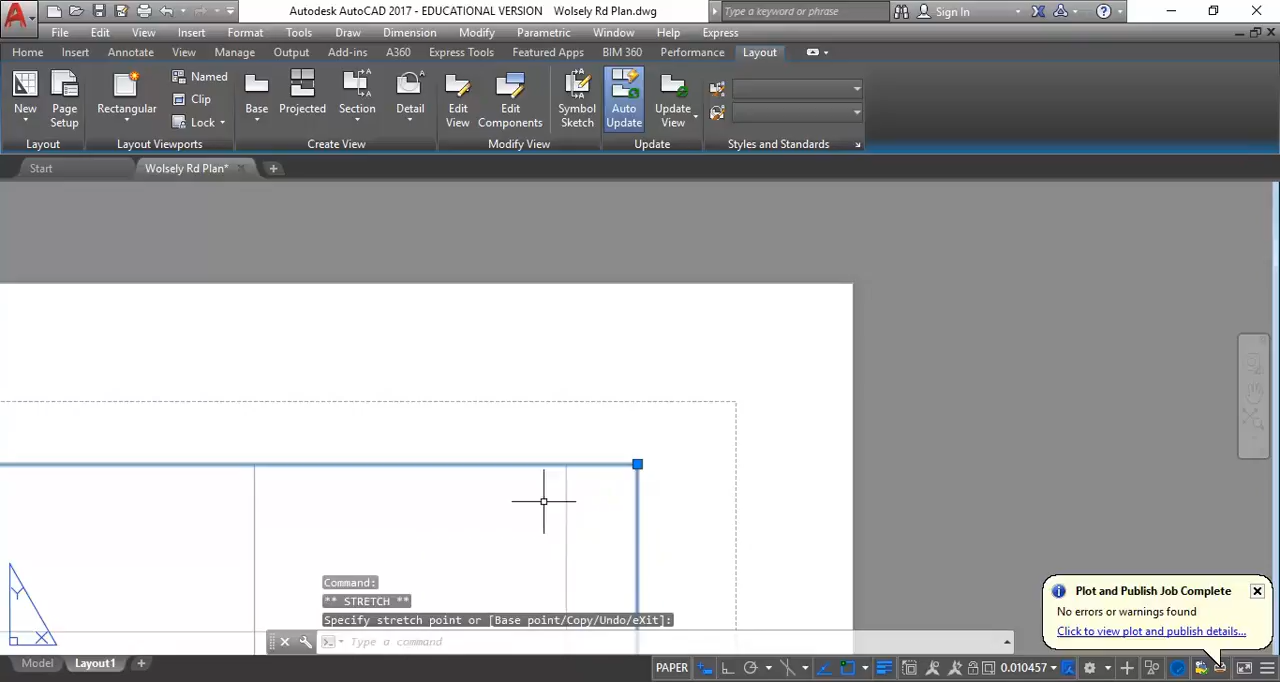 Autodesk AutoCAD 2017 - EDUCATIONAL VERSION Wolsely Rd Plan.dwg
Type a keyword or phrase
Sign In
File Edit View Insert Format Tools Draw Dimension Modify Parametric Window Help Express
Home Insert Annotate View Manage Output Add-ins A360 Express Tools Featured Apps BIM 360 Performance Layout
New
Page Setup
Layout
Rectangular
Named
Clip
Lock
Layout Viewports
Base
Projected
Section
Detail
Create View
Edit View
Edit Components
Symbol Sketch
Modify View
Auto Update
Update View
Update
Styles and Standards
Start
Wolsely Rd Plan*
Y
X
Command:
** STRETCH **
Specify stretch point or [Base point/Copy/Undo/eXit]:
Type a command
Plot and Publish Job Complete
No errors or warnings found
Click to view plot and publish details...
Model Layout1
PAPER
0.010457